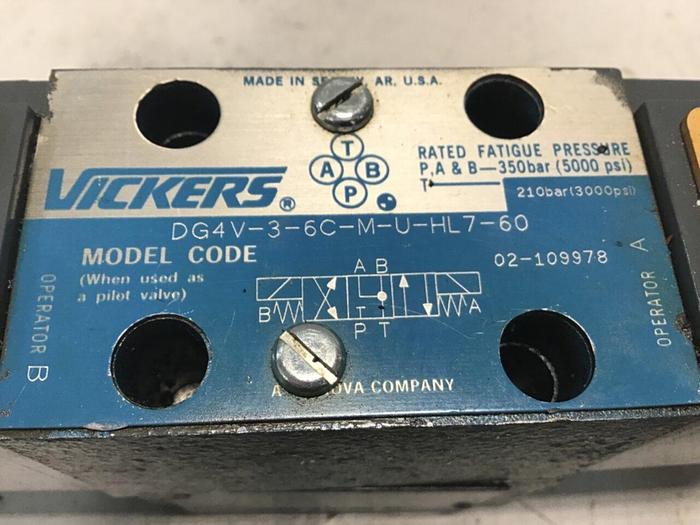 MADE IN AR, U.S.A.
T
A B
P
RATED FATIGUE PRESSURE
P,A & B—350bar (5000 psi)
T 210bar(3000psi)
VICKERS®
DG4V-3-6C-M-U-HL7-60
MODEL CODE
02-109978
(When used as
a pilot valve)
A B
B A
P T
OPERATOR B
OPERATOR A
A COMPANY